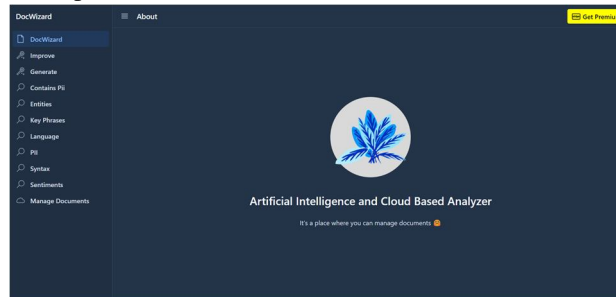 DocWizard
About
Get Premiu
DocWizard
Improve
Generate
Contains Pii
Entities
Key Phrases
Language
PII
Syntax
Sentiments
Manage Documents
Artificial Intelligence and Cloud Based Analyzer
It's a place where you can manage documents 🤗